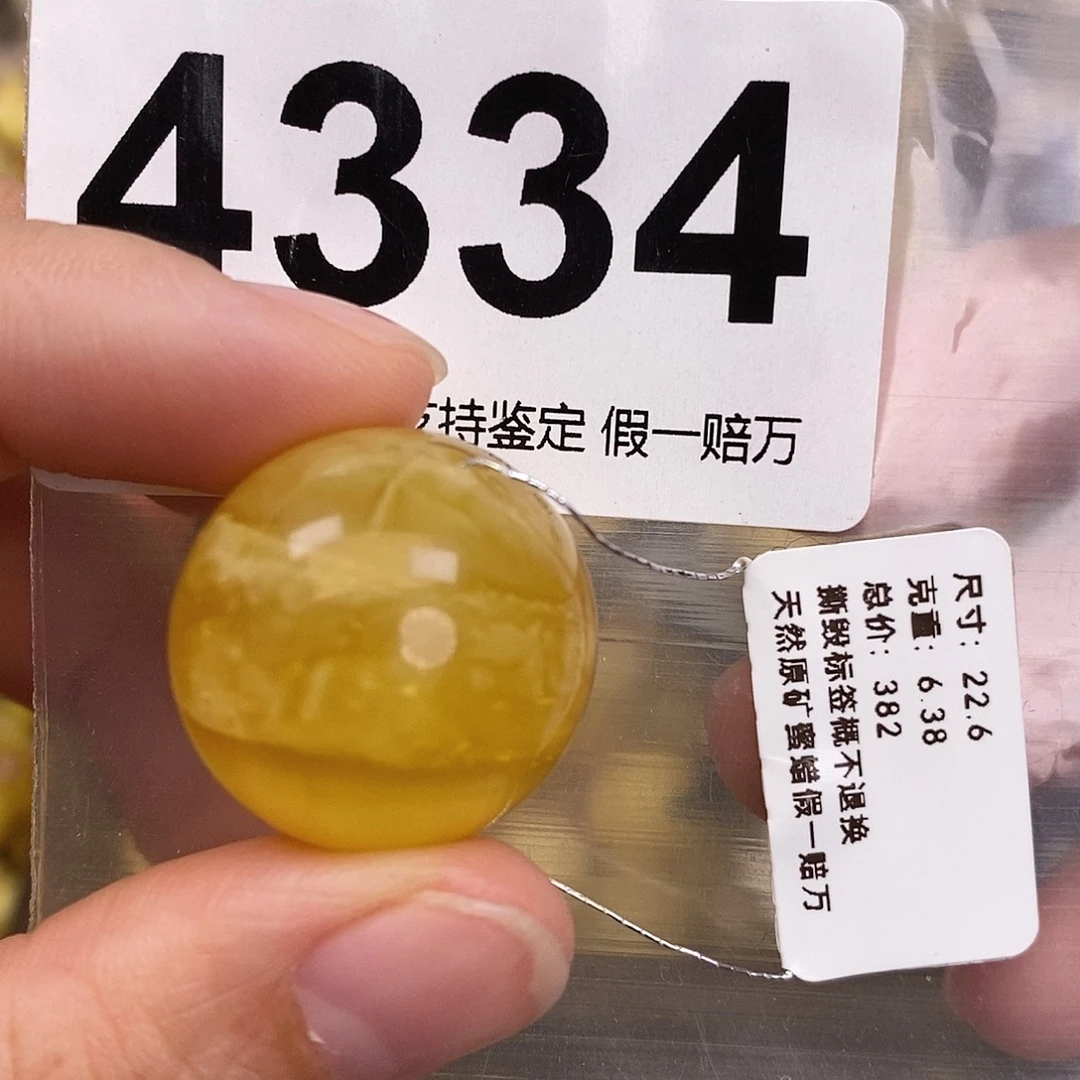 4334
支持鉴定 假一赔万
尺寸：22.6
克重：6.38
总价：382
撕毁标签概不退换
天然原矿蜜蜡假一赔万